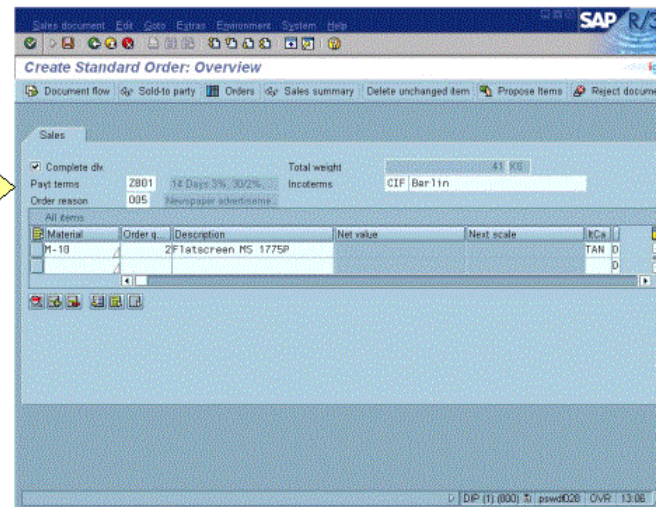 Sales document Edit Goto Extras Environment System Help
SAP R/3
Create Standard Order: Overview
Document flow Sold-to party Orders Sales summary Delete unchanged item Propose items Reject docume
Sales
Complete dlv. Total weight 41 KG
Payt terms ZB01 14 Days 3%, 30/2%, ... Incoterms CIF Berlin
Order reason 005 Newspaper advertiseme..
All items
Material Order q... Description Net value Next scale ItCa
M-10 2 Flatscreen MS 1775P TAN D
D
DIP (1) (800) pswdf028 OVR 13:06